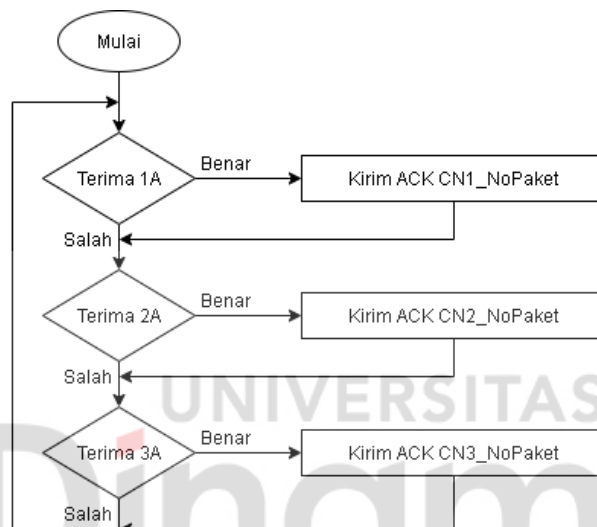 Mulai
Terima 1A
Benar
Kirim ACK CN1_NoPaket
Salah
Terima 2A
Benar
Kirim ACK CN2_NoPaket
Salah
UNIVERSITAS
Terima 3A
Benar
Kirim ACK CN3_NoPaket
Salah